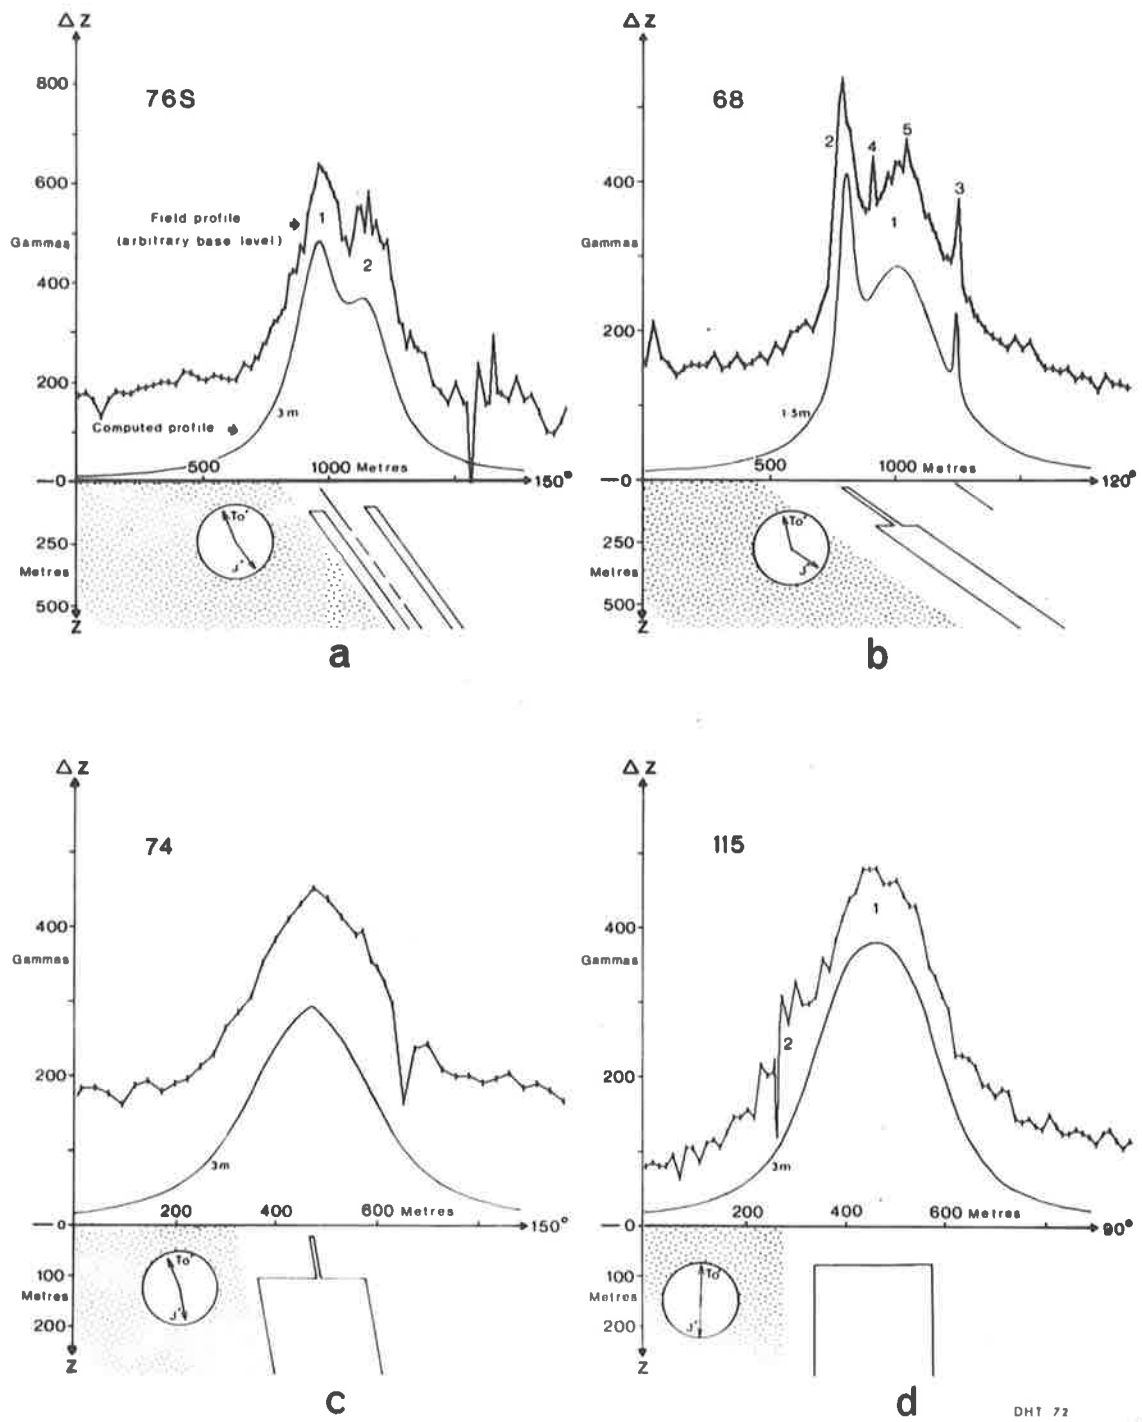 Δ Z
76S
800
600
Gammas
400
200
0
Field profile
(arbitrary base level)
1
2
3m
Computed profile
500
1000 Metres
150°
To'
J'
250
Metres
500
Z
a
Δ Z
68
400
Gammas
200
0
2
4
5
3
1
1·5m
500
1000 Metres
120°
To'
J'
250
Metres
500
Z
b
Δ Z
74
400
Gammas
200
0
3m
200
400
600 Metres
150°
To'
J'
100
Metres
200
Z
c
Δ Z
115
400
Gammas
200
0
1
2
3m
200
400
600 Metres
90°
To'
J'
100
Metres
200
Z
d
DHT 72